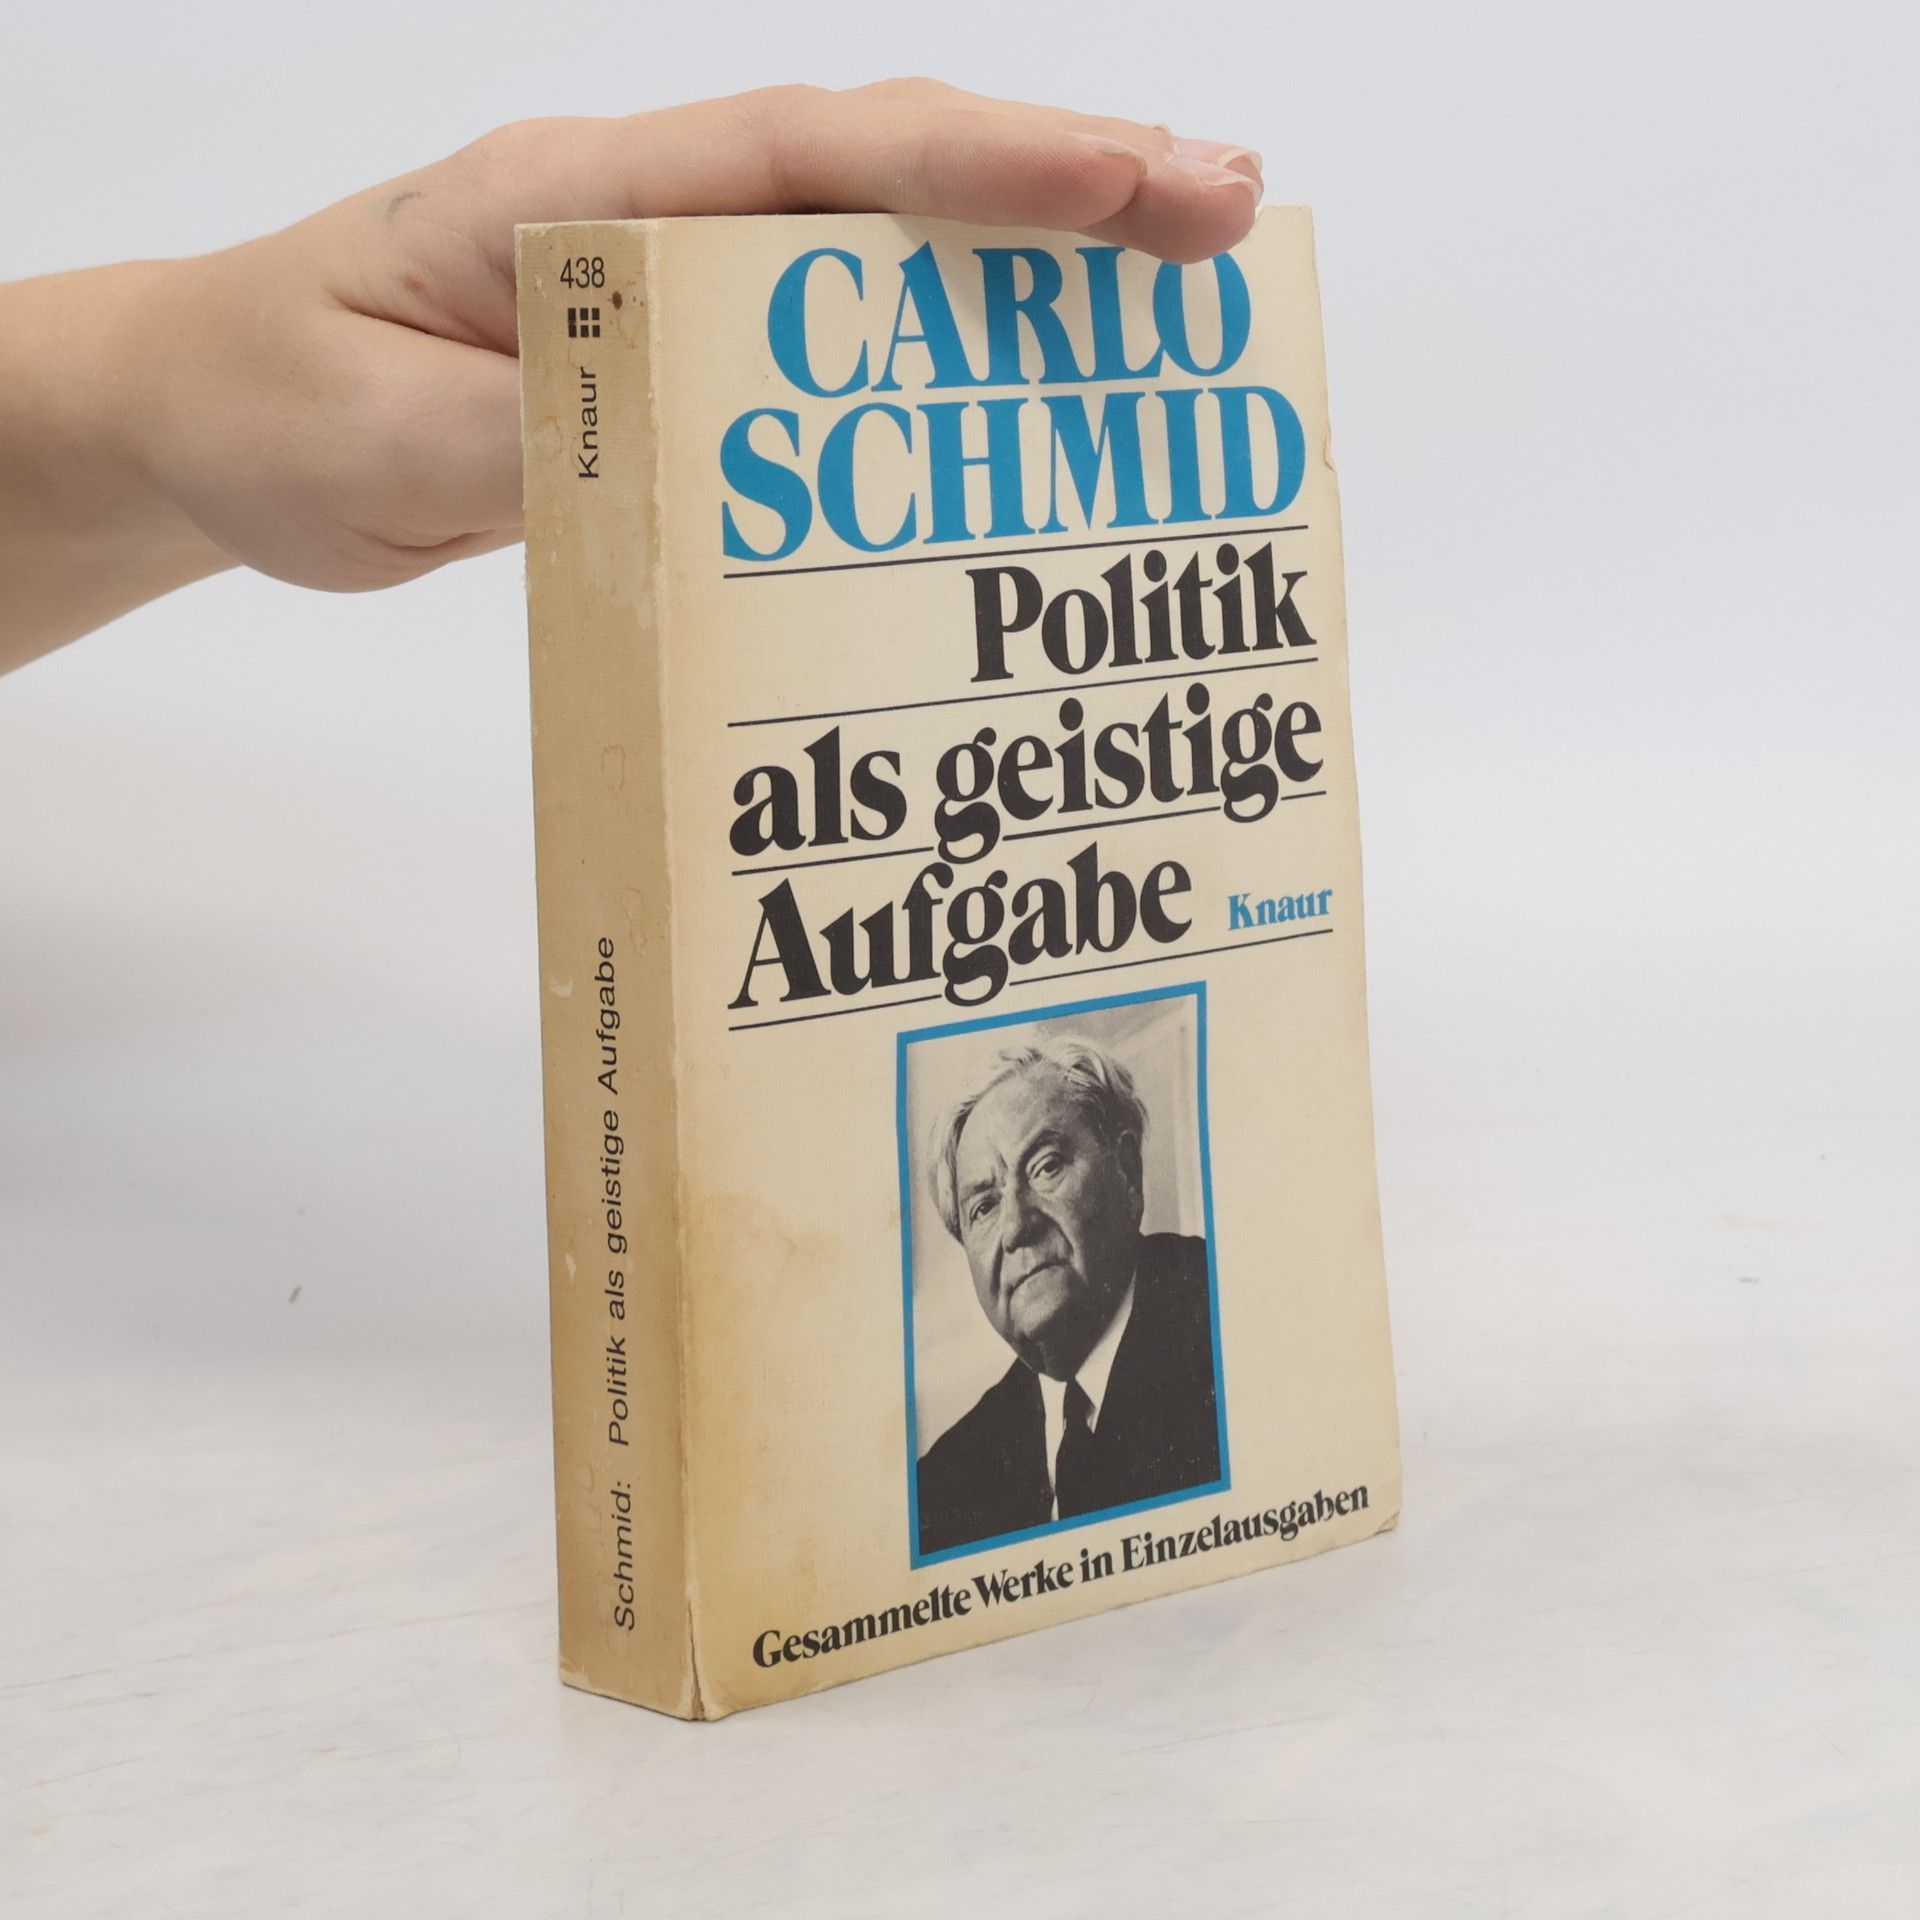 438
Knaur
Schmid: Politik als geistige Aufgabe
CARLO
SCHMID
Politik
als geistige
Aufgabe
Knaur
Gesammelte Werke in Einzelausgaben